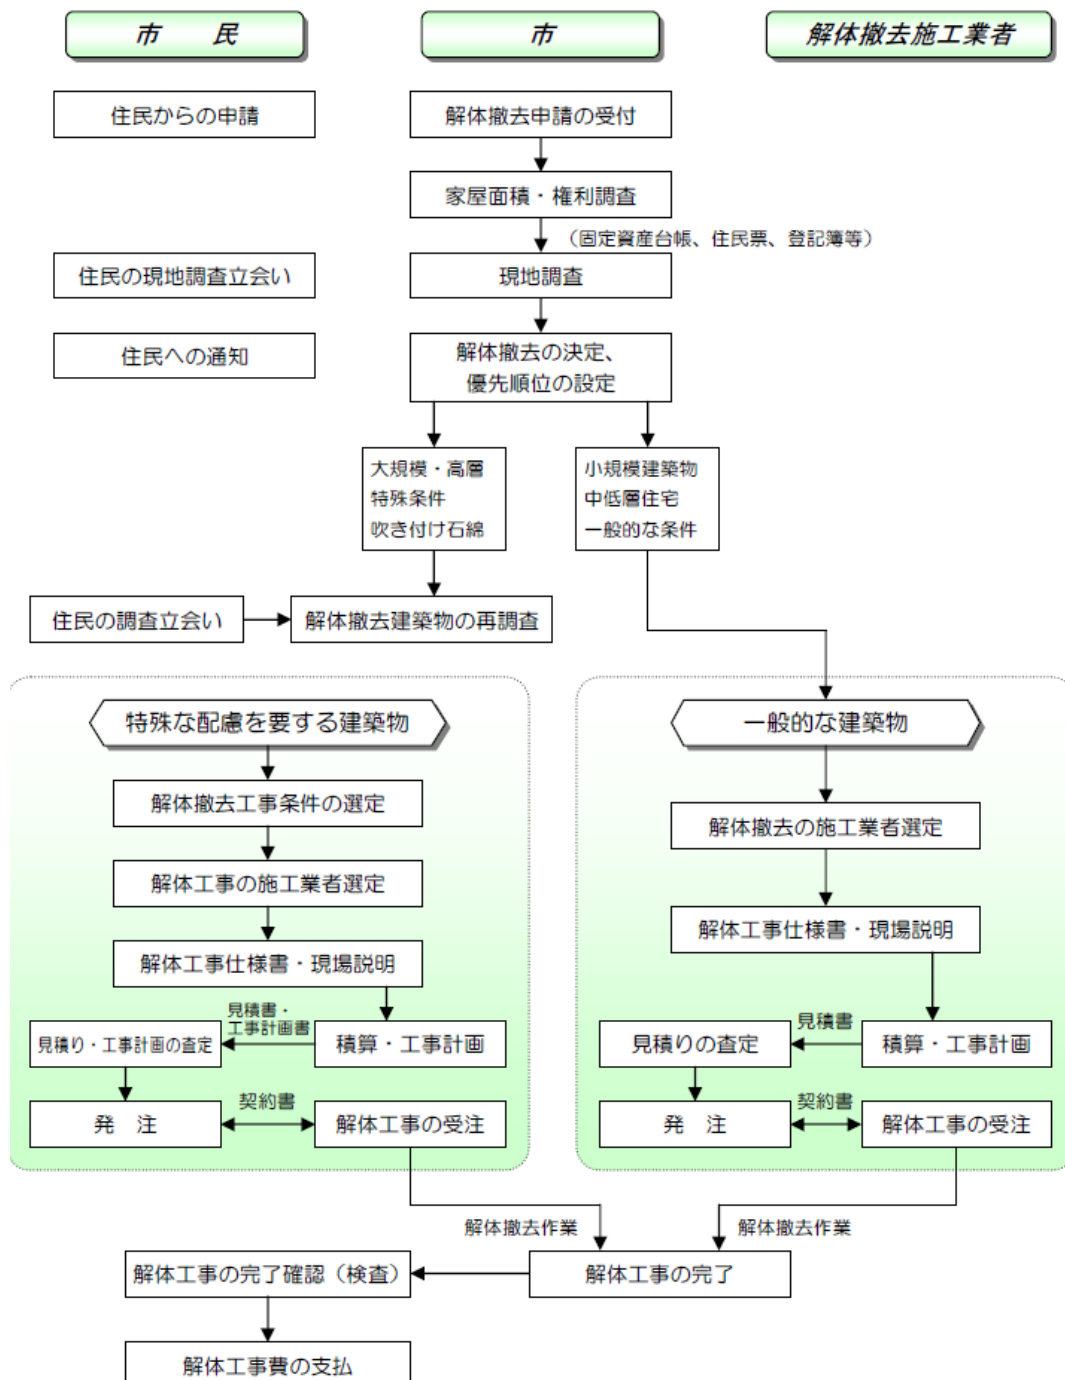 市　民
市
解体撤去施工業者
住民からの申請
解体撤去申請の受付
家屋面積・権利調査
（固定資産台帳、住民票、登記簿等）
住民の現地調査立会い
現地調査
住民への通知
解体撤去の決定、
優先順位の設定
大規模・高層
特殊条件
吹き付け石綿
小規模建築物
中低層住宅
一般的な条件
住民の調査立会い
解体撤去建築物の再調査
特殊な配慮を要する建築物
解体撤去工事条件の選定
解体工事の施工業者選定
解体工事仕様書・現場説明
見積書・
工事計画書
見積り・工事計画の査定
積算・工事計画
契約書
発　注
解体工事の受注
一般的な建築物
解体撤去の施工業者選定
解体工事仕様書・現場説明
見積書
見積りの査定
積算・工事計画
契約書
発　注
解体工事の受注
解体撤去作業
解体撤去作業
解体工事の完了確認（検査）
解体工事の完了
解体工事費の支払